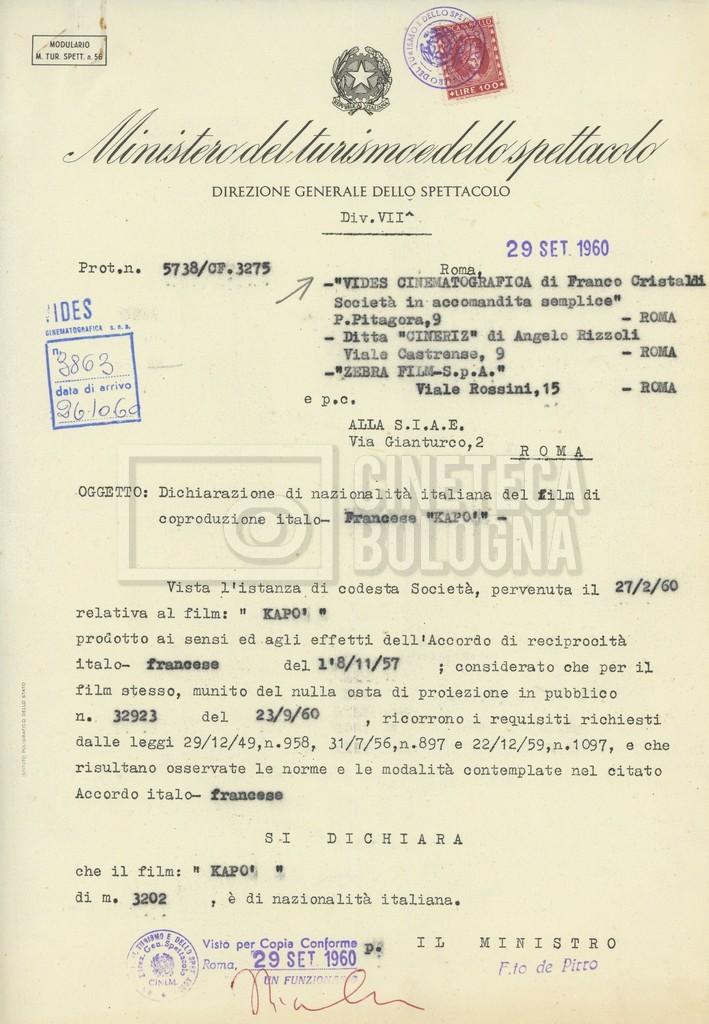 MODULARIO
M. TUR. SPETT. n. 56
LIRE 100
Ministero del turismo e dello spettacolo
DIREZIONE GENERALE DELLO SPETTACOLO
Div.VII^
29 SET. 1960
Prot.n. 5738/CF.3275 Roma,
-"VIDES CINEMATOGRAFICA di Franco Cristaldi
Società in accomandita semplice"
P.Pitagora,9 - ROMA
- Ditta "CINERIZ" di Angelo Rizzoli
Viale Castrense, 9 - ROMA
-"ZEBRA FILM-S.p.A."
Viale Rossini,15 - ROMA
VIDES
CINEMATOGRAFICA s.a.s.
n° 3863
data di arrivo
26.10.60
e p.c.
ALLA S.I.A.E.
Via Gianturco,2
ROMA
CINETECA
BOLOGNA
OGGETTO: Dichiarazione di nazionalità italiana del film di
coproduzione italo- Francese "KAPO'" -
Vista l'istanza di codesta Società, pervenuta il 27/2/60
relativa al film: " KAPO' "
prodotto ai sensi ed agli effetti dell'Accordo di reciprocità
italo- francese del l'8/11/57 ; considerato che per il
film stesso, munito del nulla osta di proiezione in pubblico
n. 32923 del 23/9/60 , ricorrono i requisiti richiesti
dalle leggi 29/12/49,n.958, 31/7/56,n.897 e 22/12/59,n.1097, e che
risultano osservate le norme e le modalità contemplate nel citato
Accordo italo- francese
SI DICHIARA
che il film: " KAPO' "
di m. 3202 , è di nazionalità italiana.
Visto per Copia Conforme
Roma, 29 SET. 1960
UN FUNZION
p. IL MINISTRO
F.to de Pirro